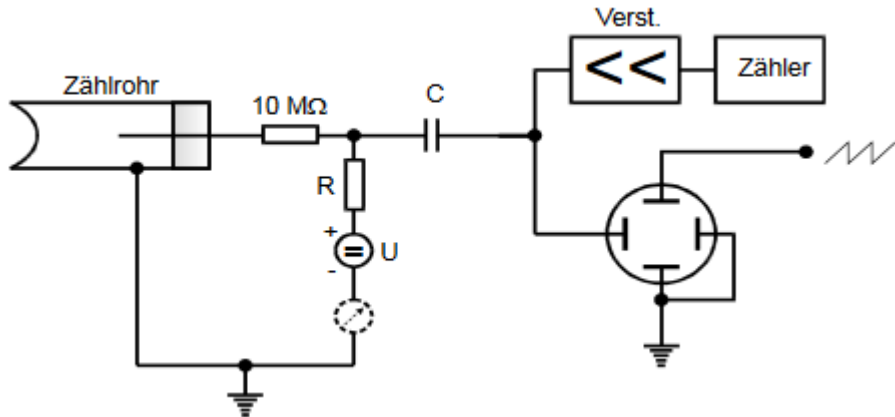 Verst.
<<
Zähler
Zählrohr
10 MΩ
C
R
+
=
U
-